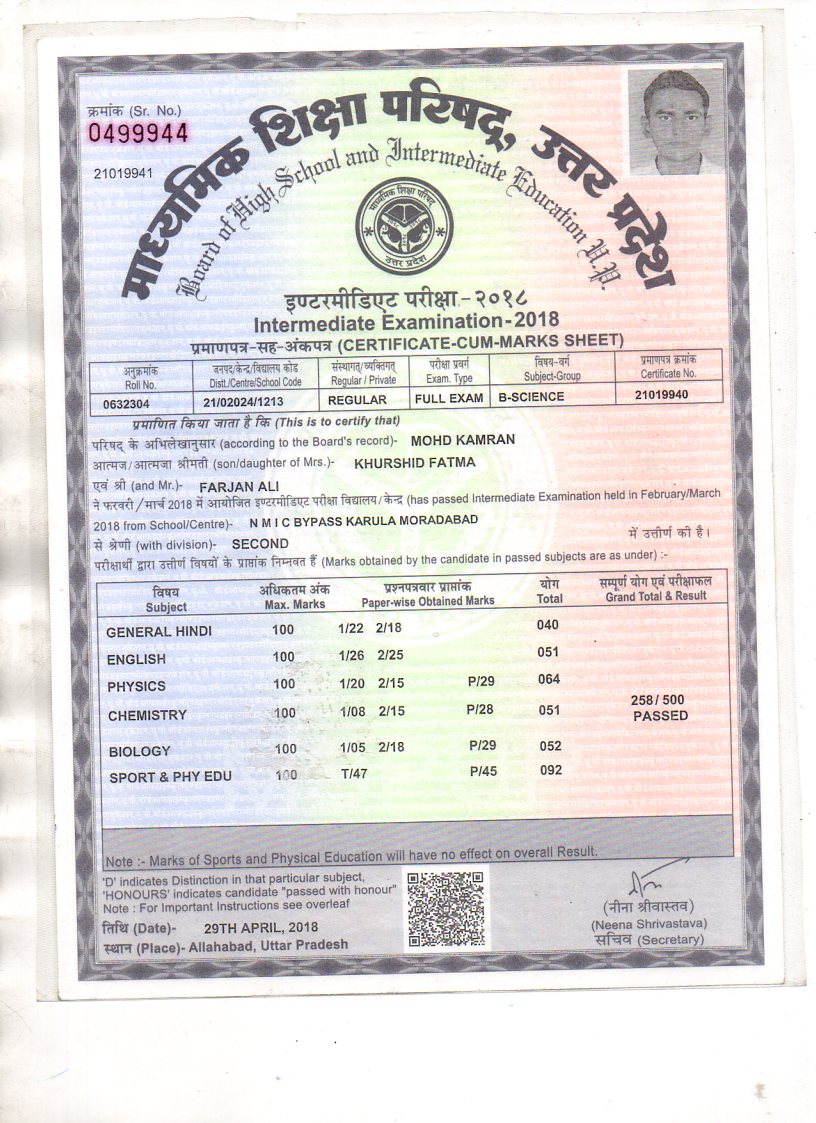 क्रमांक (Sr. No.)
0499944
21019941
माध्यमिक शिक्षा परिषद्, उत्तर प्रदेश
Board of High School and Intermediate Education U.P.
माध्यमिक शिक्षा परिषद
उत्तर प्रदेश
इण्टरमीडिएट परीक्षा - २०१८
Intermediate Examination - 2018
प्रमाणपत्र-सह-अंकपत्र (CERTIFICATE-CUM-MARKS SHEET)
अनुक्रमांक जनपद/केन्द्र/विद्यालय कोड संस्थागत/व्यक्तिगत परीक्षा प्रवर्ग विषय-वर्ग प्रमाणपत्र क्रमांक
Roll No. Distt./Centre/School Code Regular / Private Exam. Type Subject-Group Certificate No.
0632304 21/02024/1213 REGULAR FULL EXAM B-SCIENCE 21019940
प्रमाणित किया जाता है कि (This is to certify that)
परिषद् के अभिलेखानुसार (according to the Board's record)- MOHD KAMRAN
आत्मज/आत्मजा श्रीमती (son/daughter of Mrs.)- KHURSHID FATMA
एवं श्री (and Mr.)- FARJAN ALI
ने फरवरी/मार्च 2018 में आयोजित इण्टरमीडिएट परीक्षा विद्यालय/केन्द्र (has passed Intermediate Examination held in February/March
2018 from School/Centre)- N M I C BYPASS KARULA MORADABAD में उत्तीर्ण की है।
से श्रेणी (with division)- SECOND
परीक्षार्थी द्वारा उत्तीर्ण विषयों के प्राप्तांक निम्नवत हैं (Marks obtained by the candidate in passed subjects are as under) :-
विषय अधिकतम अंक प्रश्नपत्रवार प्राप्तांक योग सम्पूर्ण योग एवं परीक्षाफल
Subject Max. Marks Paper-wise Obtained Marks Total Grand Total & Result
GENERAL HINDI 100 1/22 2/18 040
ENGLISH 100 1/26 2/25 051
PHYSICS 100 1/20 2/15 P/29 064
258 / 500
CHEMISTRY 100 1/08 2/15 P/28 051
PASSED
BIOLOGY 100 1/05 2/18 P/29 052
SPORT & PHY EDU 100 T/47 P/45 092
Note :- Marks of Sports and Physical Education will have no effect on overall Result.
'D' indicates Distinction in that particular subject,
'HONOURS' indicates candidate "passed with honour"
Note : For Important Instructions see overleaf
तिथि (Date)- 29TH APRIL, 2018
स्थान (Place)- Allahabad, Uttar Pradesh
(नीना श्रीवास्तव)
(Neena Shrivastava)
सचिव (Secretary)